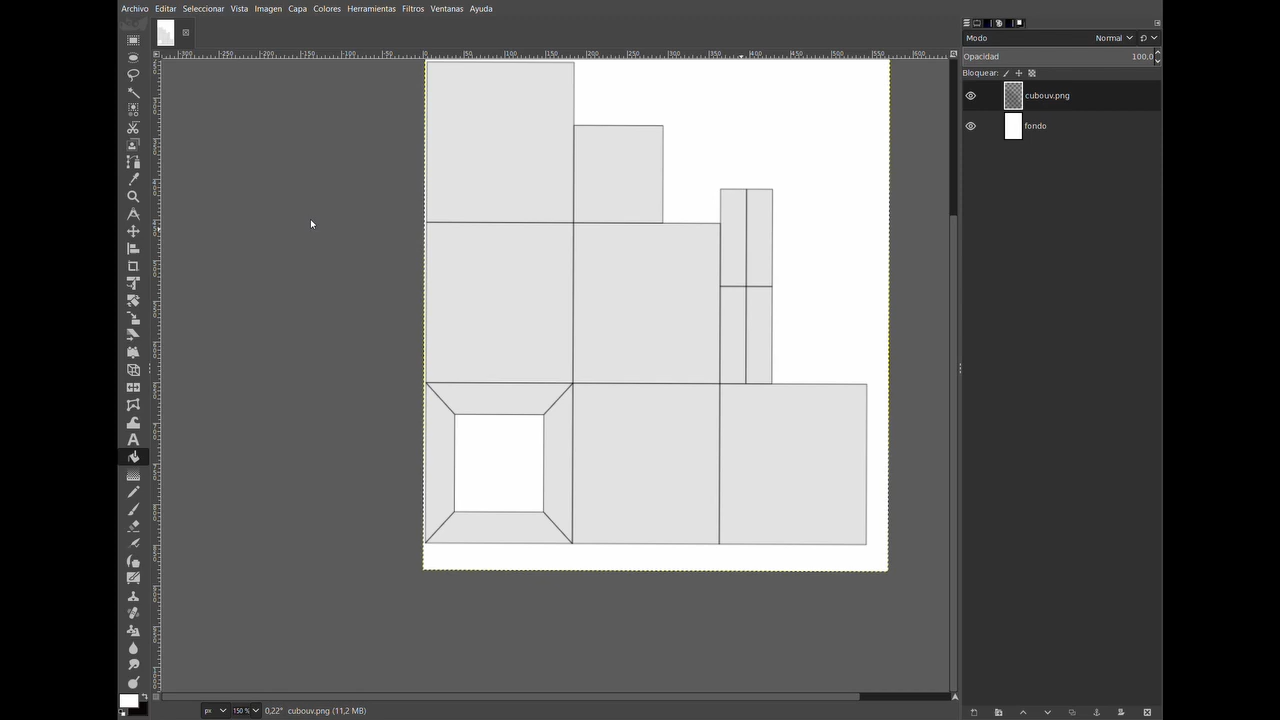 Archivo Editar Seleccionar Vista Imagen Capa Colores Herramientas Filtros Ventanas Ayuda
Modo Normal
Opacidad 100,0
Bloquear:
cubouv.png
fondo
px 150 % 0,22° cubouv.png (11,2 MB)